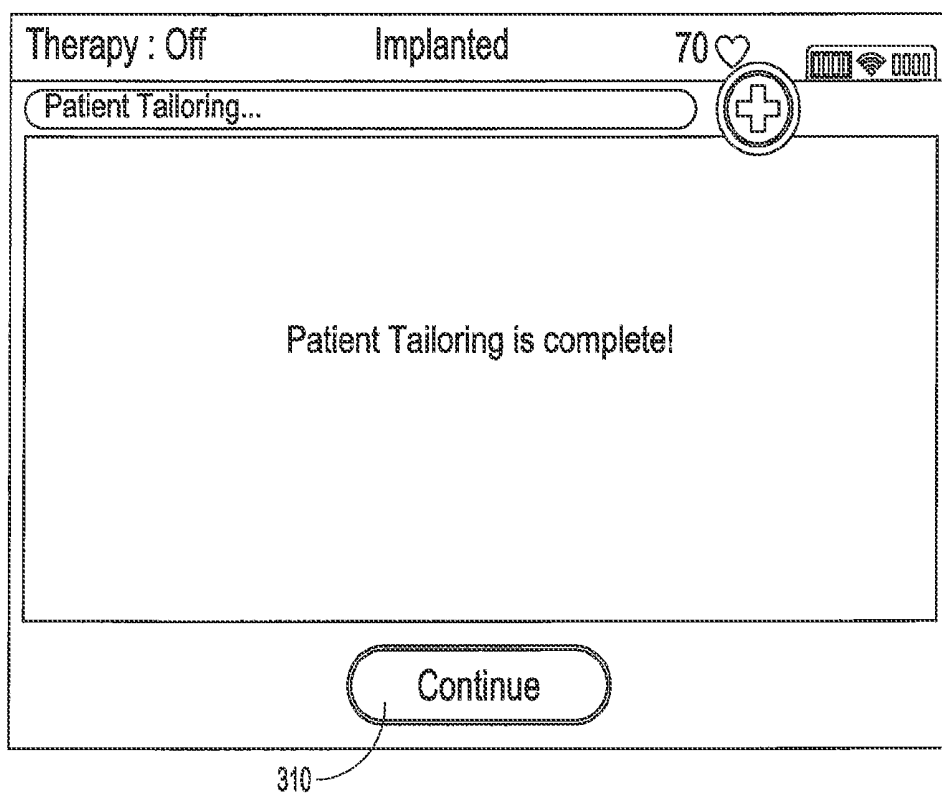 Therapy : Off Implanted 70
Patient Tailoring...
Patient Tailoring is complete!
Continue
310